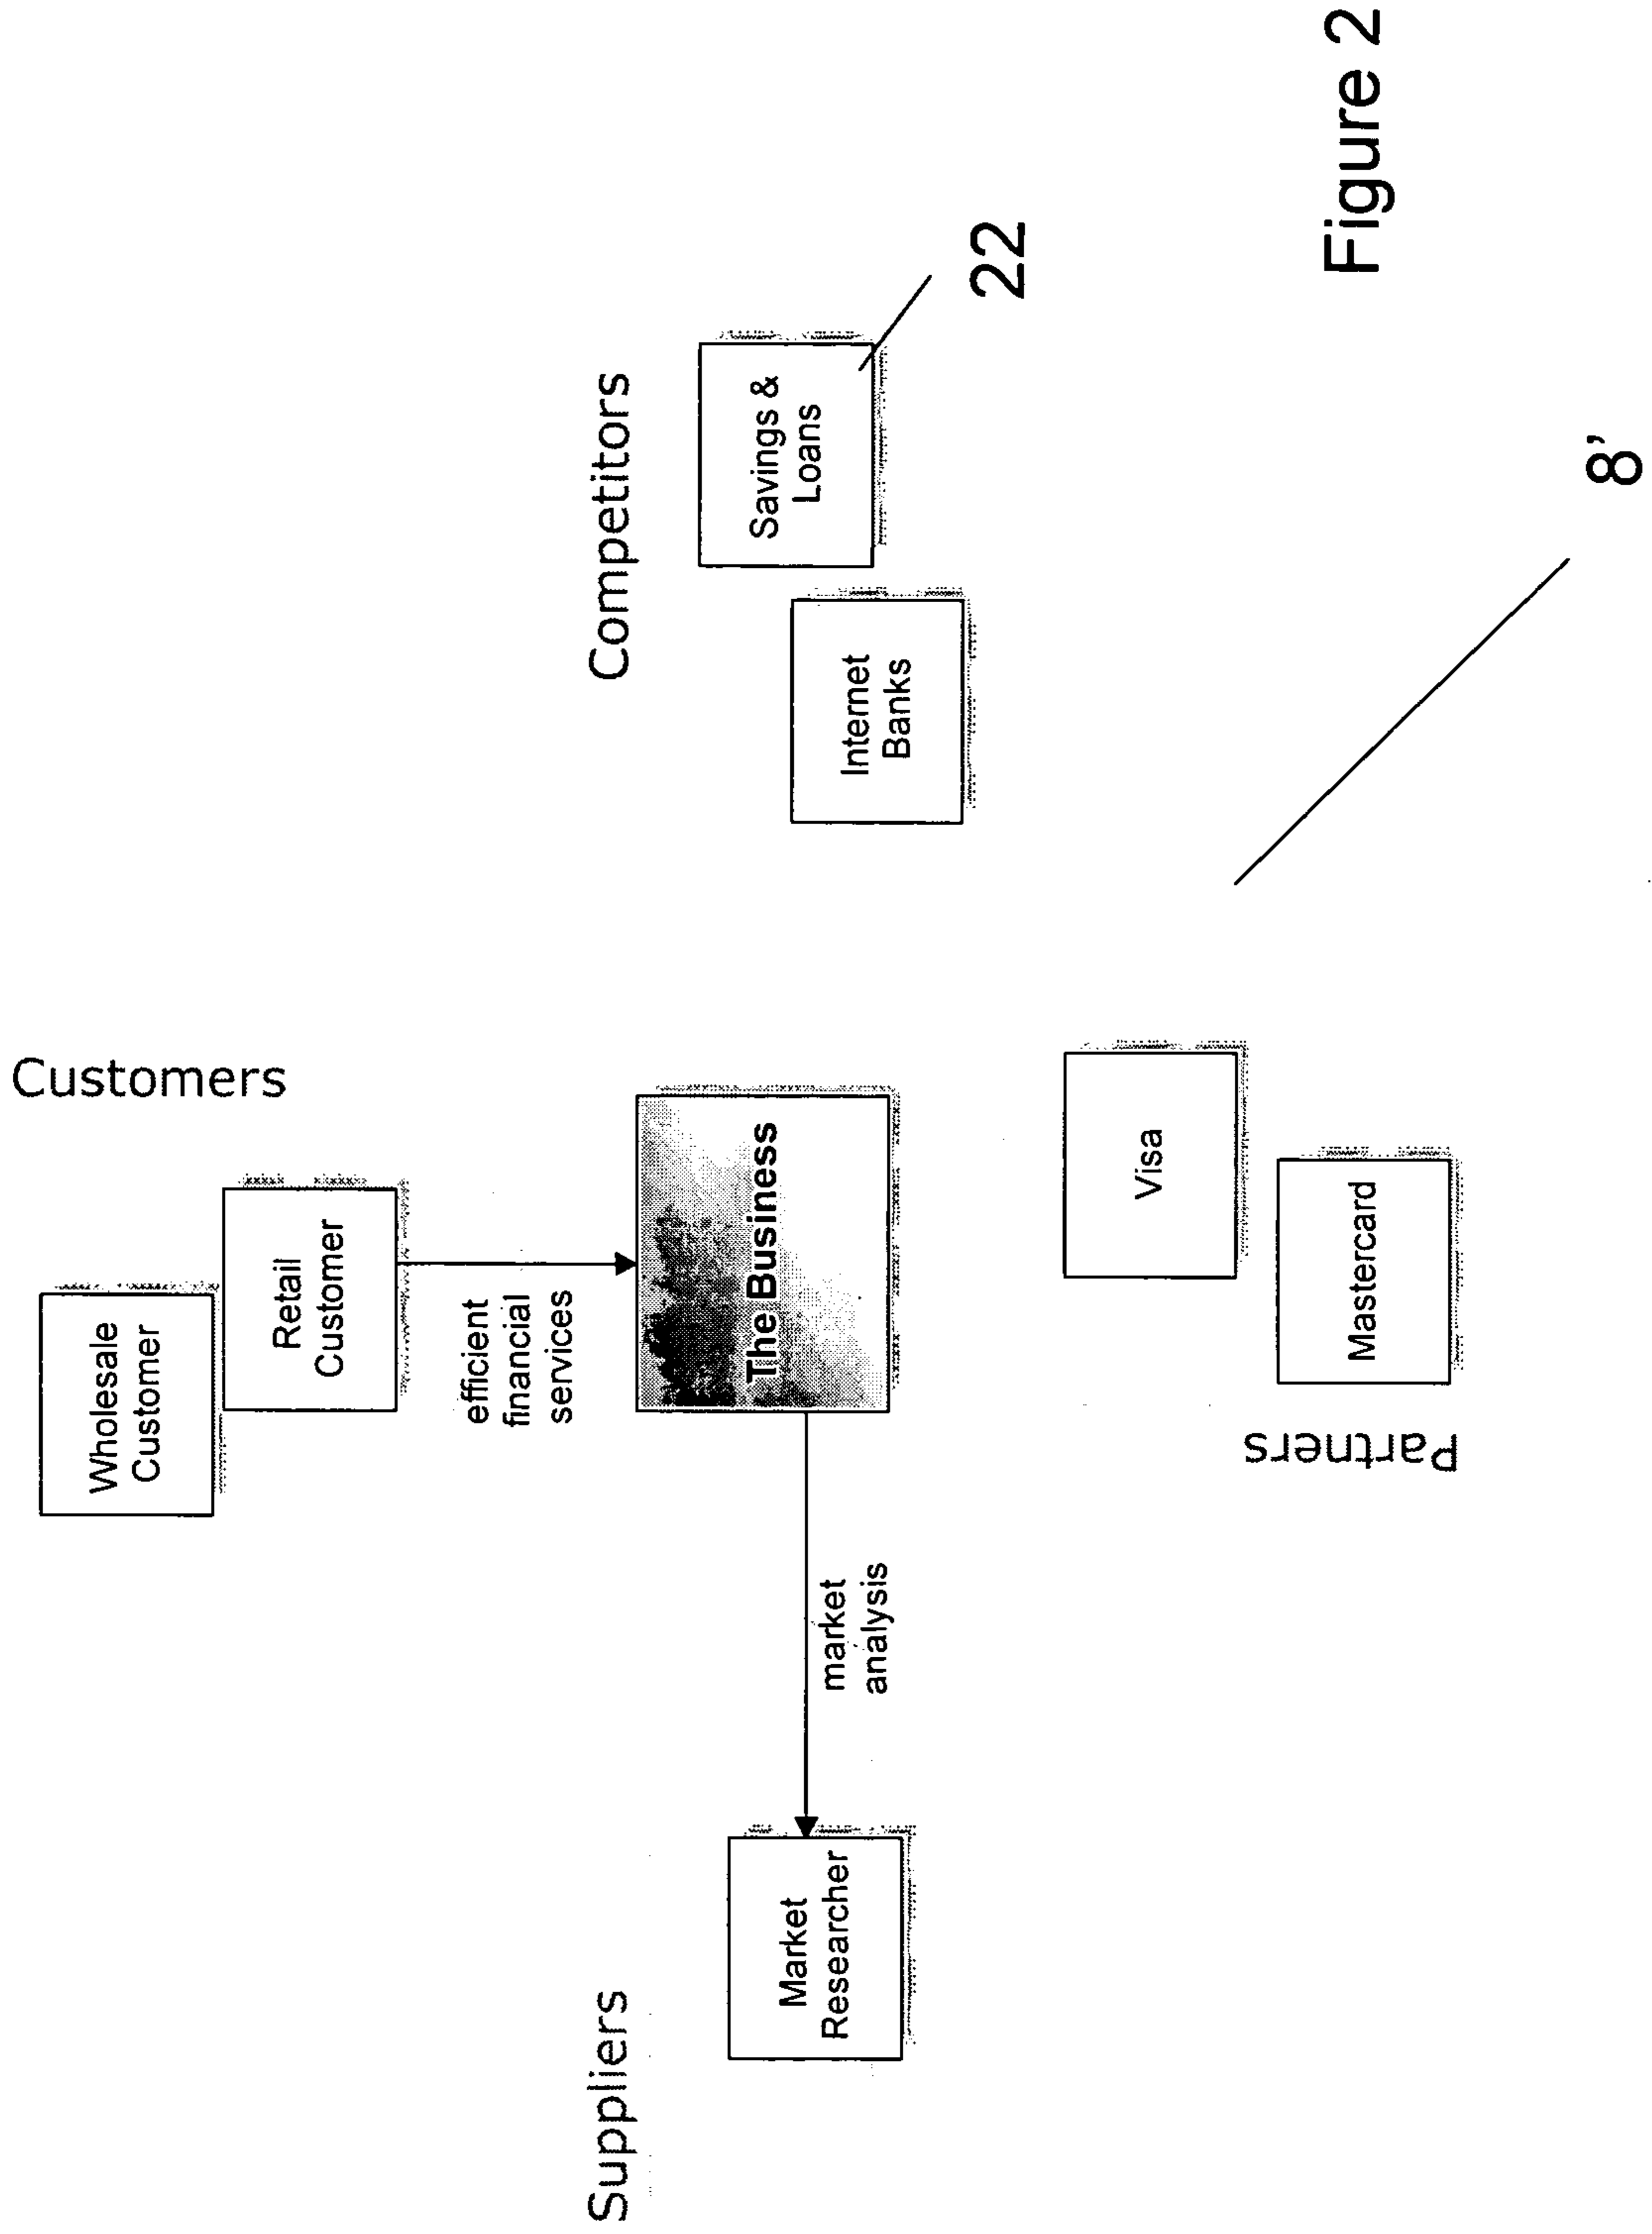 Customers
Wholesale
Customer
Retail
Customer
efficient
financial
services
Suppliers
Market
Researcher
market
analysis
The Business
Competitors
Internet
Banks
Savings &
Loans
22
Partners
Visa
Mastercard
8’
Figure 2